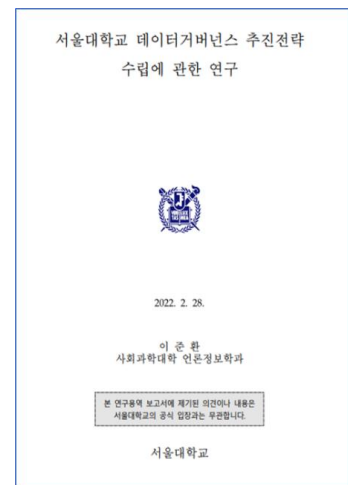 서울대학교 데이터거버넌스 추진전략
수립에 관한 연구
2022. 2. 28.
이 준 환
사회과학대학 언론정보학과
본 연구용역 보고서에 제기된 의견이나 내용은
서울대학교의 공식 입장과는 무관합니다.
서울대학교